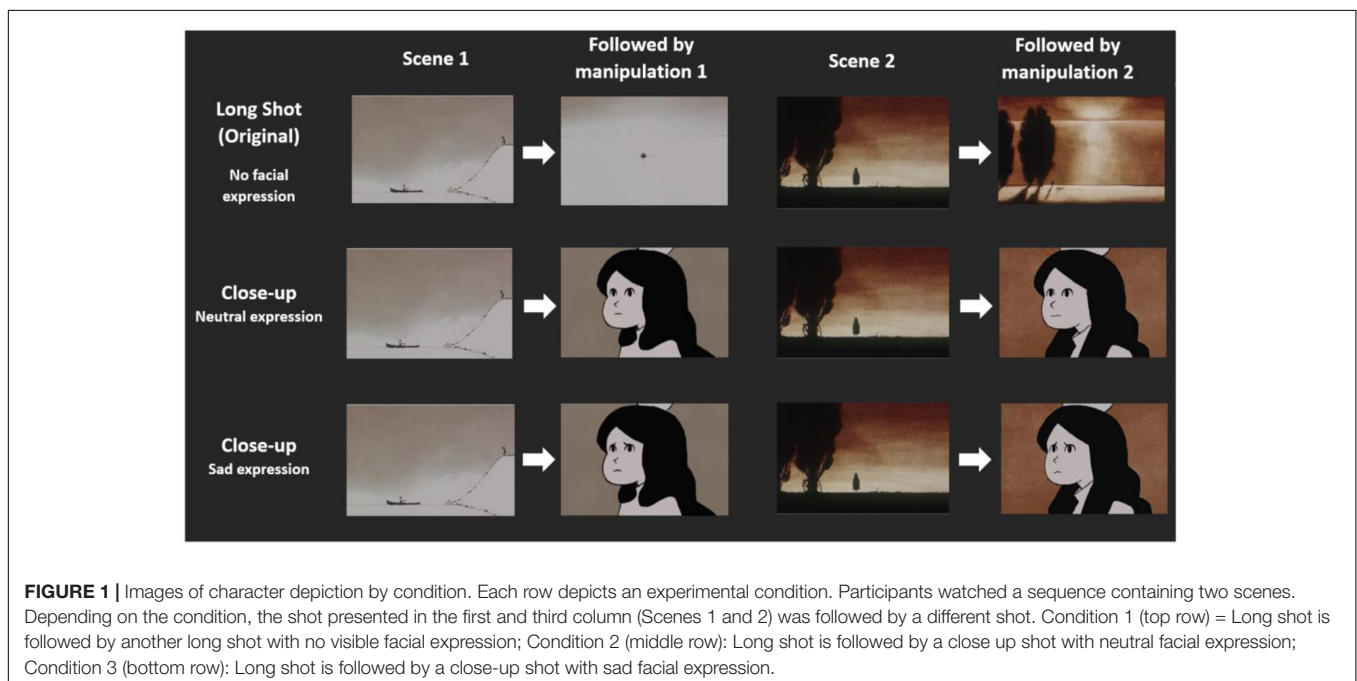 Scene 1
Followed by
manipulation 1
Scene 2
Followed by
manipulation 2
Long Shot
(Original)
No facial
expression
Close-up
Neutral expression
Close-up
Sad expression
FIGURE 1 | Images of character depiction by condition. Each row depicts an experimental condition. Participants watched a sequence containing two scenes.
Depending on the condition, the shot presented in the first and third column (Scenes 1 and 2) was followed by a different shot. Condition 1 (top row) = Long shot is
followed by another long shot with no visible facial expression; Condition 2 (middle row): Long shot is followed by a close up shot with neutral facial expression;
Condition 3 (bottom row): Long shot is followed by a close-up shot with sad facial expression.